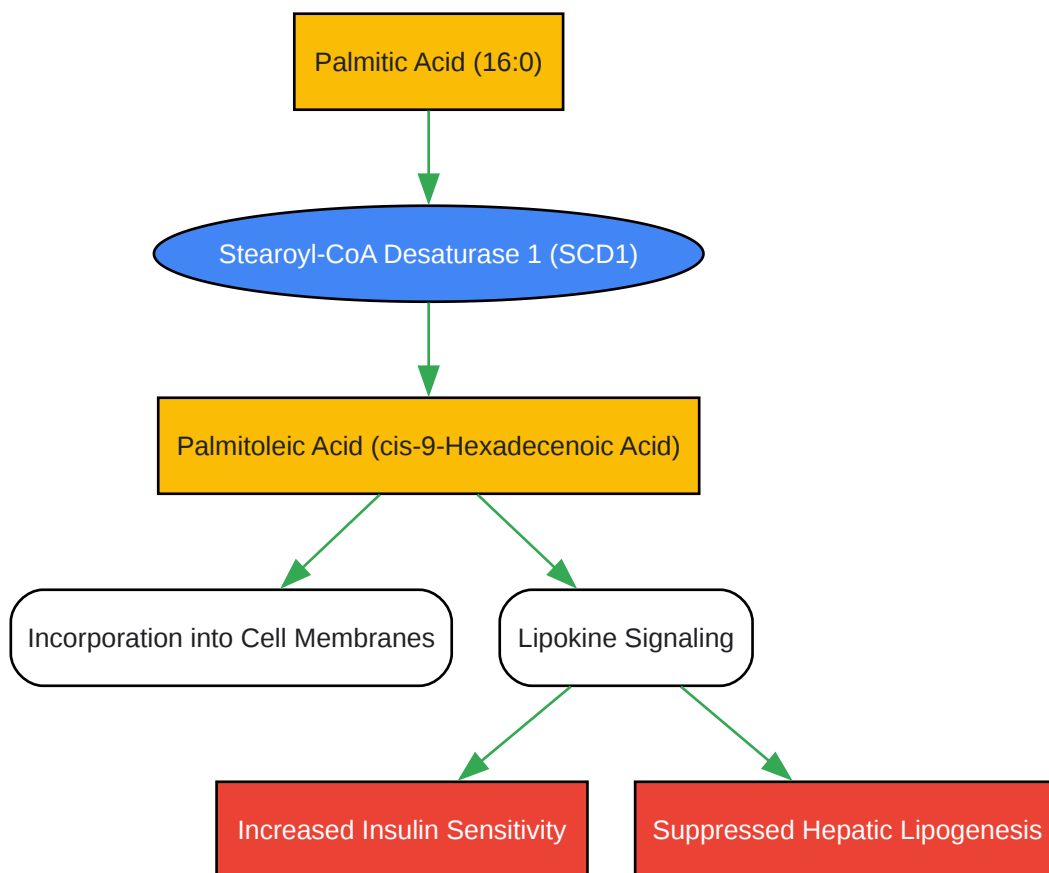 Palmitic Acid (16:0)
Stearoyl-CoA Desaturase 1 (SCD1)
Palmitoleic Acid (cis-9-Hexadecenoic Acid)
Incorporation into Cell Membranes
Lipokine Signaling
Increased Insulin Sensitivity
Suppressed Hepatic Lipogenesis